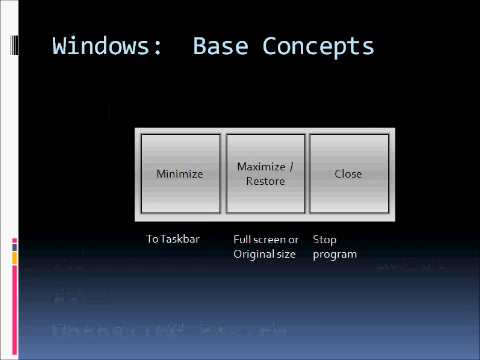 Windows:  Base Concepts
Minimize
Maximize /
Restore
Close
To Taskbar
Full screen or
Original size
Stop
program